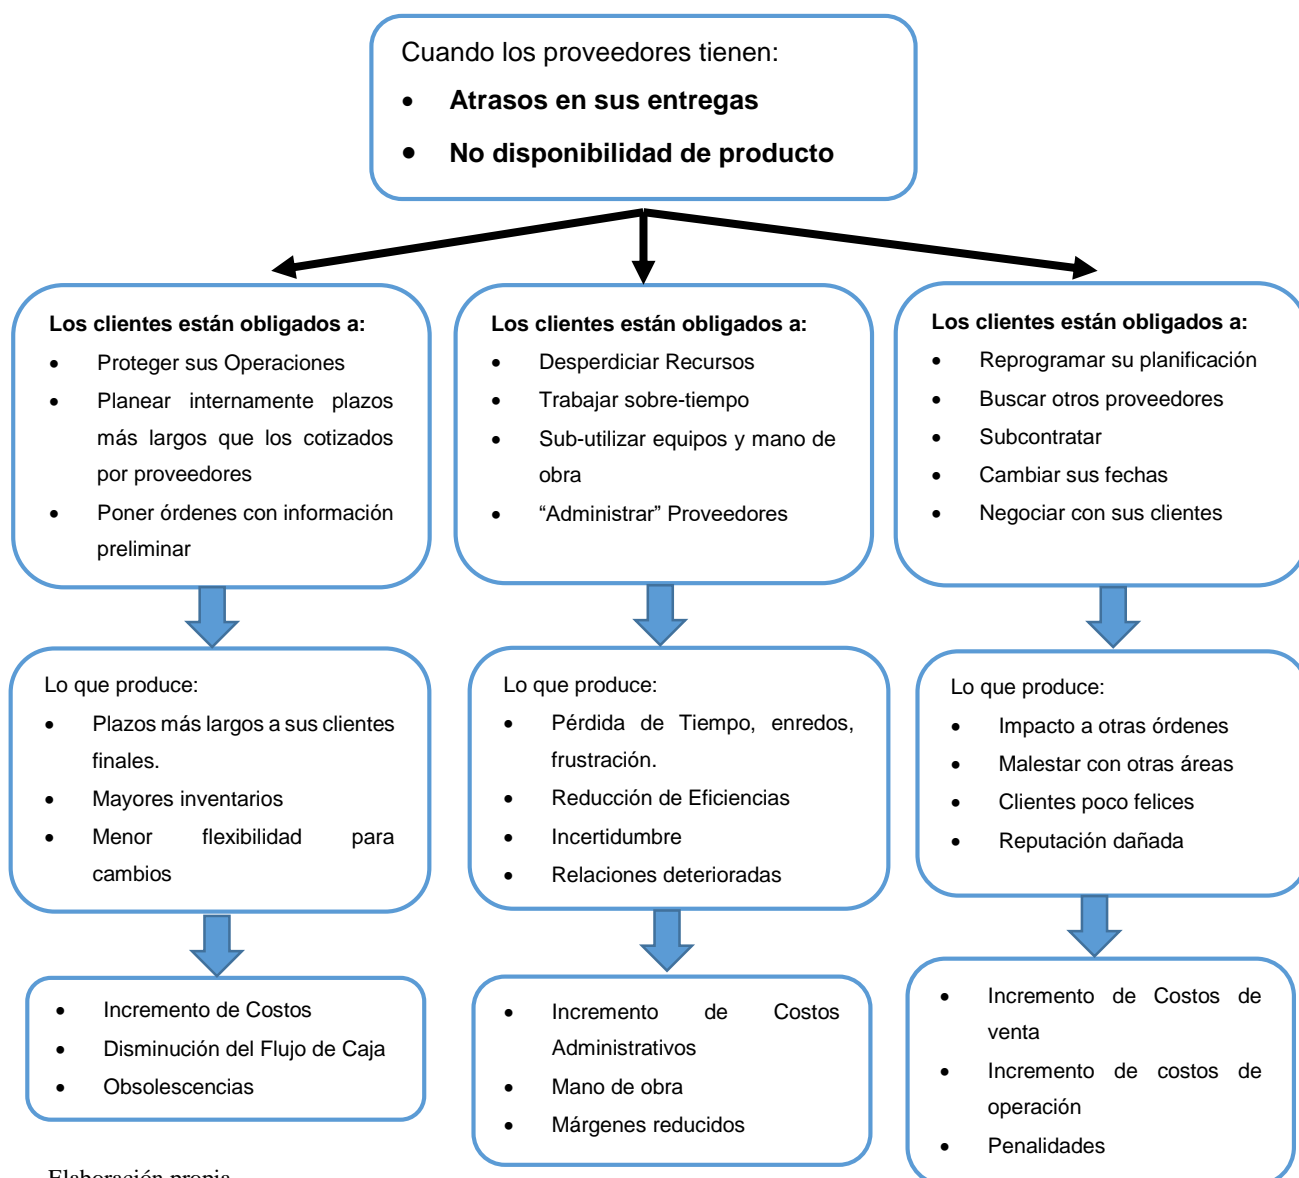 Cuando los proveedores tienen:
• Atrasos en sus entregas
• No disponibilidad de producto
Los clientes están obligados a:
• Proteger sus Operaciones
• Planear internamente plazos
más largos que los cotizados
por proveedores
• Poner órdenes con información
preliminar
Los clientes están obligados a:
• Desperdiciar Recursos
• Trabajar sobre-tiempo
• Sub-utilizar equipos y mano de
obra
• “Administrar” Proveedores
Los clientes están obligados a:
• Reprogramar su planificación
• Buscar otros proveedores
• Subcontratar
• Cambiar sus fechas
• Negociar con sus clientes
Lo que produce:
• Plazos más largos a sus clientes
finales.
• Mayores inventarios
• Menor flexibilidad para
cambios
Lo que produce:
• Pérdida de Tiempo, enredos,
frustración.
• Reducción de Eficiencias
• Incertidumbre
• Relaciones deterioradas
Lo que produce:
• Impacto a otras órdenes
• Malestar con otras áreas
• Clientes poco felices
• Reputación dañada
• Incremento de Costos
• Disminución del Flujo de Caja
• Obsolescencias
• Incremento de Costos
Administrativos
• Mano de obra
• Márgenes reducidos
• Incremento de Costos de
venta
• Incremento de costos de
operación
• Penalidades
Elaboración propia